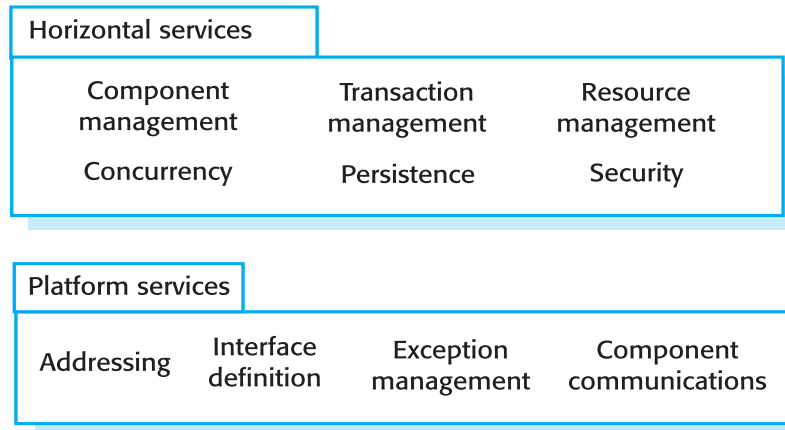 Horizontal services
Component Transaction Resource
management management management
Concurrency Persistence Security
Platform services
Addressing Interface Exception Component
definition management communications